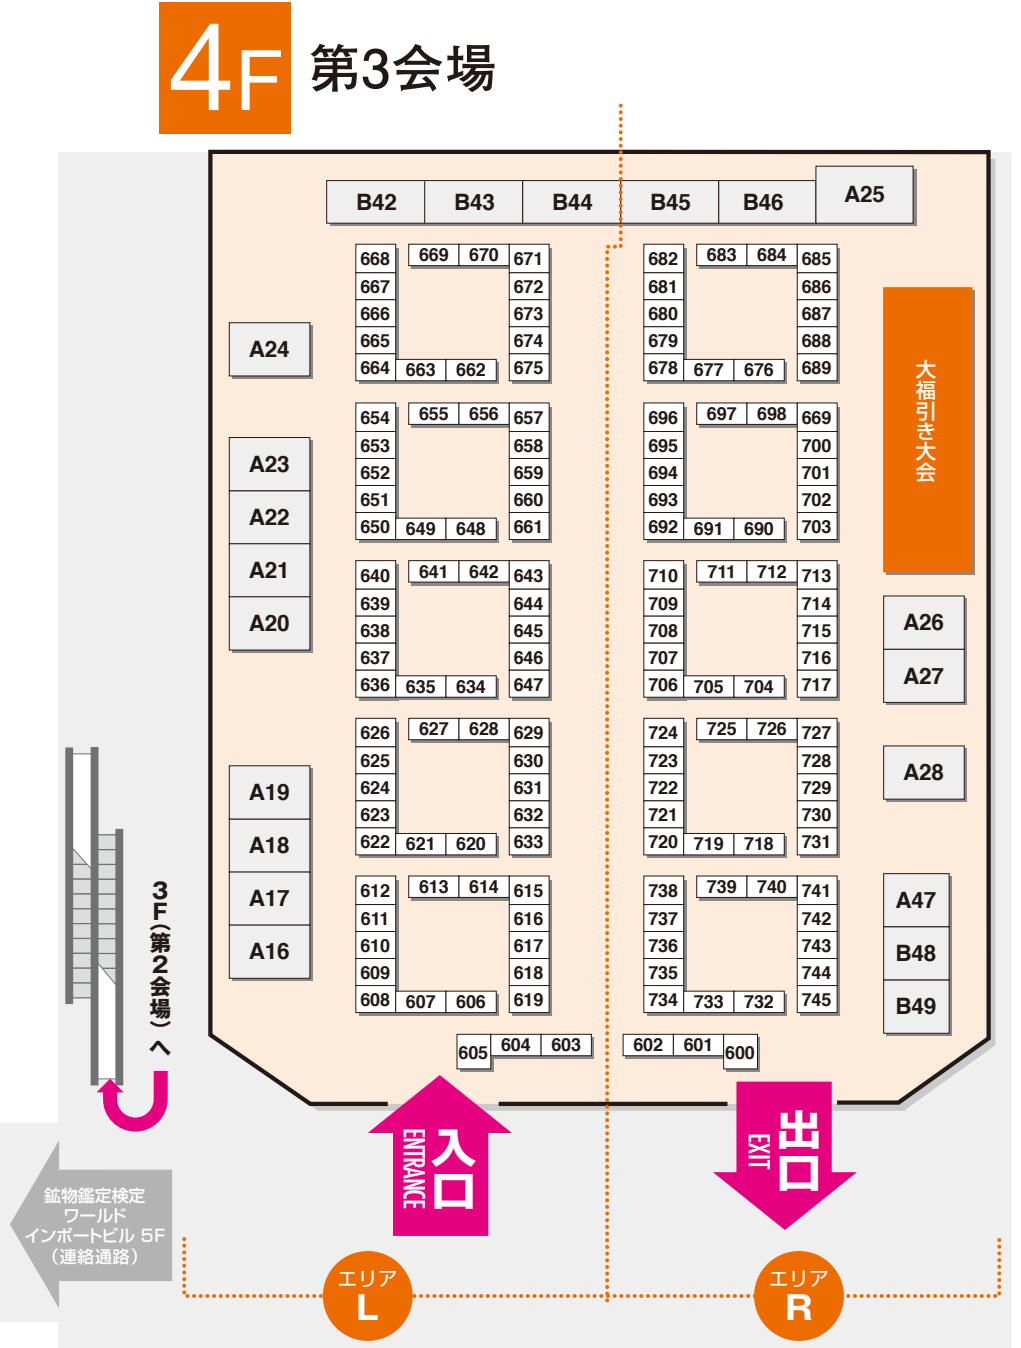 4F 第3会場
B42 B43 B44 B45 B46 A25
668 669 670 671 682 683 684 685
667 672 681 686
666 673 680 687
665 674 679 688
664 663 662 675 678 677 676 689
A24
大福引き大会
654 655 656 657 696 697 698 669
653 658 695 700
652 659 694 701
651 660 693 702
650 649 648 661 692 691 690 703
A23
A22
A21
A20
640 641 642 643 710 711 712 713
639 644 709 714
638 645 708 715
637 646 707 716
636 635 634 647 706 705 704 717
A26
A27
626 627 628 629 724 725 726 727
625 630 723 728
624 631 722 729
623 632 721 730
622 621 620 633 720 719 718 731
A28
A19
A18
A17
A16
612 613 614 615 738 739 740 741
611 616 737 742
610 617 736 743
609 618 735 744
608 607 606 619 734 733 732 745
A47
B48
B49
605 604 603 602 601 600
3F(第2会場)へ
入口
ENTRANCE
出口
EXIT
鉱物鑑定検定
ワールド
インポートビル 5F
(連絡通路)
エリア
L
エリア
R